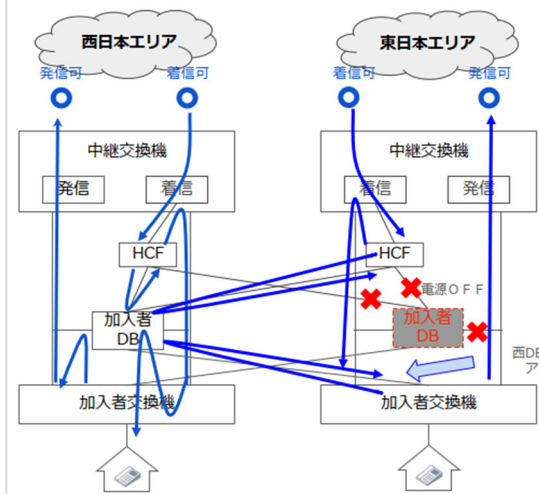 西日本エリア
東日本エリア
発信可
着信可
着信可
発信可
中継交換機
中継交換機
発信
着信
着信
発信
HCF
HCF
電源OFF
加入者
DB
加入者
DB
西DB
ア
加入者交換機
加入者交換機